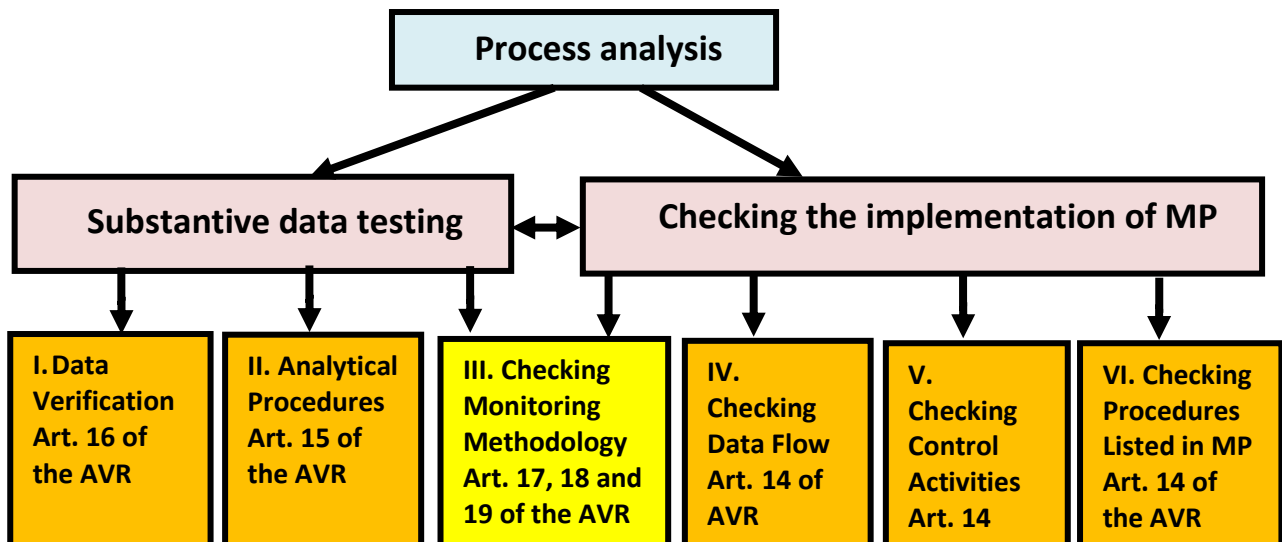 Process analysis
Substantive data testing
Checking the implementation of MP
I. Data
Verification
Art. 16 of
the AVR
II. Analytical
Procedures
Art. 15 of
the AVR
III. Checking
Monitoring
Methodology
Art. 17, 18 and
19 of the AVR
IV.
Checking
Data Flow
Art. 14 of
AVR
V.
Checking
Control
Activities
Art. 14
VI. Checking
Procedures
Listed in MP
Art. 14 of
the AVR